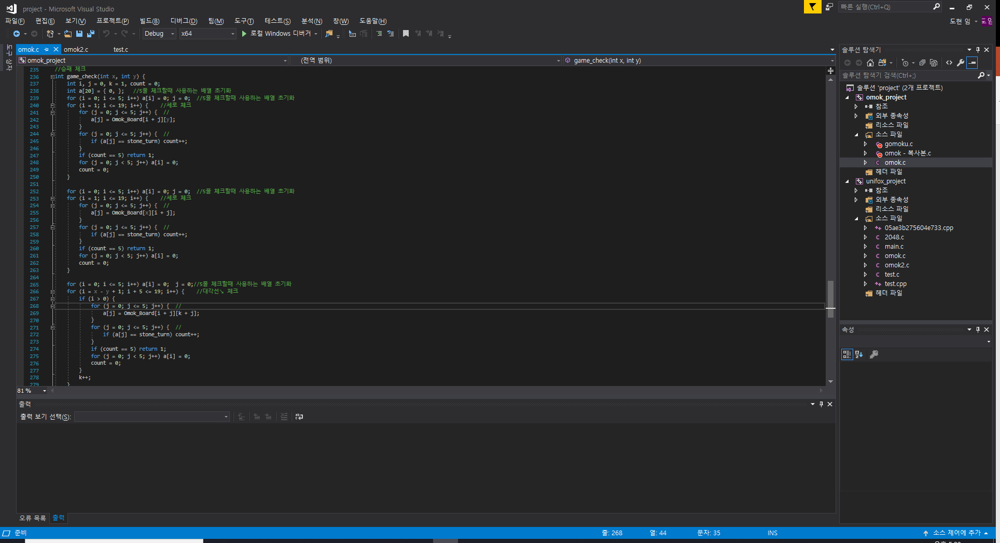 project - Microsoft Visual Studio
빠른 실행(Ctrl+Q)
파일(F) 편집(E) 보기(V) 프로젝트(P) 빌드(B) 디버그(D) 팀(M) 도구(T) 테스트(S) 분석(N) 창(W) 도움말(H)
도현 임
도임
Debug x64 로컬 Windows 디버거
도구 상자
omok.c omok2.c test.c
omok_project (전역 범위) game_check(int x, int y)
235 //승패 체크
236 int game_check(int x, int y) {
237 int i, j = 0, k = 1, count = 0;
238 int a[20] = { 0, }; //5줄 체크할때 사용하는 배열 초기화
239 for (i = 0; i <= 5; i++) a[i] = 0; j = 0; //5줄 체크할때 사용하는 배열 초기화
240 for (i = 1; i <= 19; i++) { //세로 체크
241 for (j = 0; j <= 5; j++) { //
242 a[j] = Omok_Board[i + j][y];
243 }
244 for (j = 0; j <= 5; j++) { //
245 if (a[j] == stone_turn) count++;
246 }
247 if (count == 5) return 1;
248 for (j = 0; j < 5; j++) a[i] = 0;
249 count = 0;
250 }
251
252 for (i = 0; i <= 5; i++) a[i] = 0; j = 0; //5줄 체크할때 사용하는 배열 초기화
253 for (i = 1; i <= 19; i++) { //세로 체크
254 for (j = 0; j <= 5; j++) { //
255 a[j] = Omok_Board[x][i + j];
256 }
257 for (j = 0; j <= 5; j++) { //
258 if (a[j] == stone_turn) count++;
259 }
260 if (count == 5) return 1;
261 for (j = 0; j < 5; j++) a[i] = 0;
262 count = 0;
263 }
264
265 for (i = 0; i <= 5; i++) a[i] = 0; j = 0;//5줄 체크할때 사용하는 배열 초기화
266 for (i = x - y + 1; i + 5 <= 19; i++) { //대각선↘ 체크
267 if (i > 0) {
268 for (j = 0; j <= 5; j++) { //
269 a[j] = Omok_Board[i + j][k + j];
270 }
271 for (j = 0; j <= 5; j++) { //
272 if (a[j] == stone_turn) count++;
273 }
274 if (count == 5) return 1;
275 for (j = 0; j < 5; j++) a[i] = 0;
276 count = 0;
277 }
278 k++;
279 }
81 %
출력
출력 보기 선택(S):
오류 목록 출력
솔루션 탐색기
솔루션 탐색기 검색(Ctrl+;)
솔루션 'project' (2개 프로젝트)
omok_project
참조
외부 종속성
리소스 파일
소스 파일
gomoku.c
omok - 복사본.c
omok.c
헤더 파일
unifox_project
참조
외부 종속성
리소스 파일
소스 파일
05ae3b275604e733.cpp
2048.c
main.c
omok.c
omok2.c
test.c
test.cpp
헤더 파일
속성
준비 줄: 268 열: 44 문자: 35 INS 소스 제어에 추가